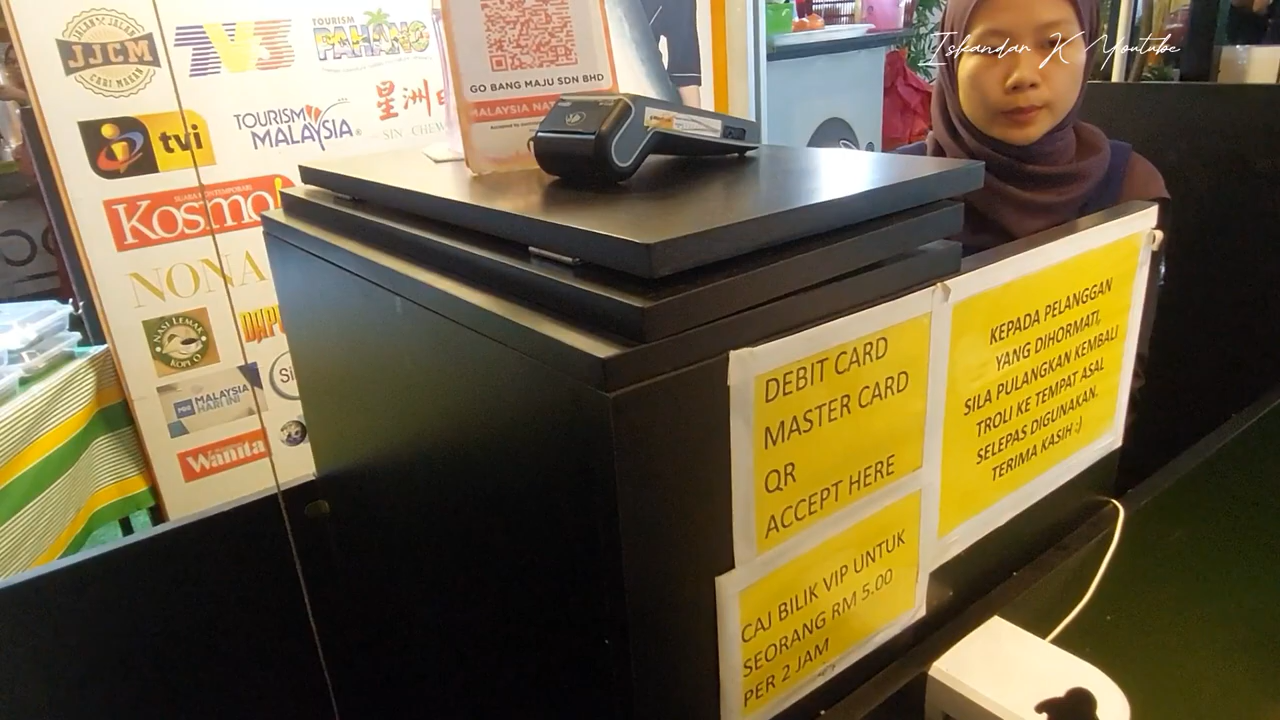 JALAN JALAN
JJCM
CARI MAKAN
TV3
TOURISM
PAHANG
GO BANG MAJU SDN BHD
MALAYSIA NAT
tvi
TOURISM
MALAYSIA
星洲
SIN CHEW
SUARA KONTEMPORARI
Kosmo!
NONA
NASI LEMAK
KOPI O
MALAYSIA
HARI INI
Wanita
Iskandar K Youtube
DEBIT CARD
MASTER CARD
QR
ACCEPT HERE
CAJ BILIK VIP UNTUK
SEORANG RM 5.00
PER 2 JAM
KEPADA PELANGGAN
YANG DIHORMATI,
SILA PULANGKAN KEMBALI
TROLI KE TEMPAT ASAL
SELEPAS DIGUNAKAN.
TERIMA KASIH :)